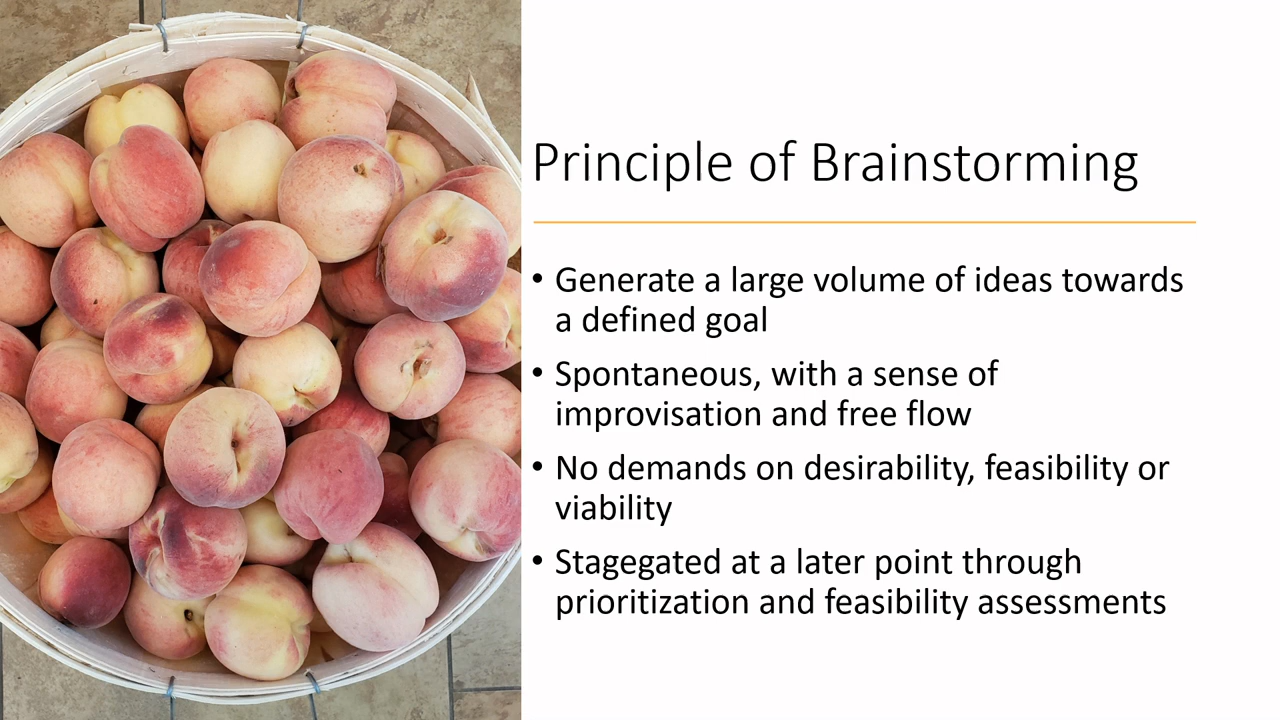 Principle of Brainstorming
• Generate a large volume of ideas towards
a defined goal
• Spontaneous, with a sense of
improvisation and free flow
• No demands on desirability, feasibility or
viability
• Stagegated at a later point through
prioritization and feasibility assessments